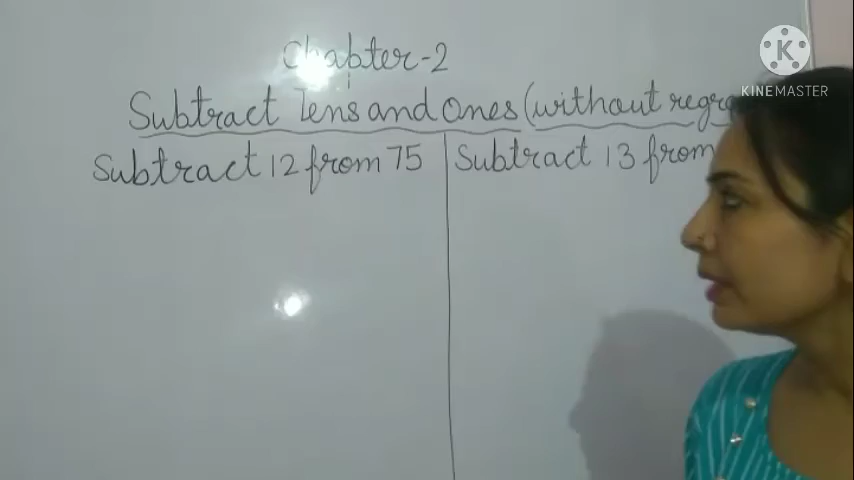 Chapter-2
Subtract Tens and Ones (without
Subtract 12 from 75
Subtract 13 from
K
KINEMASTER